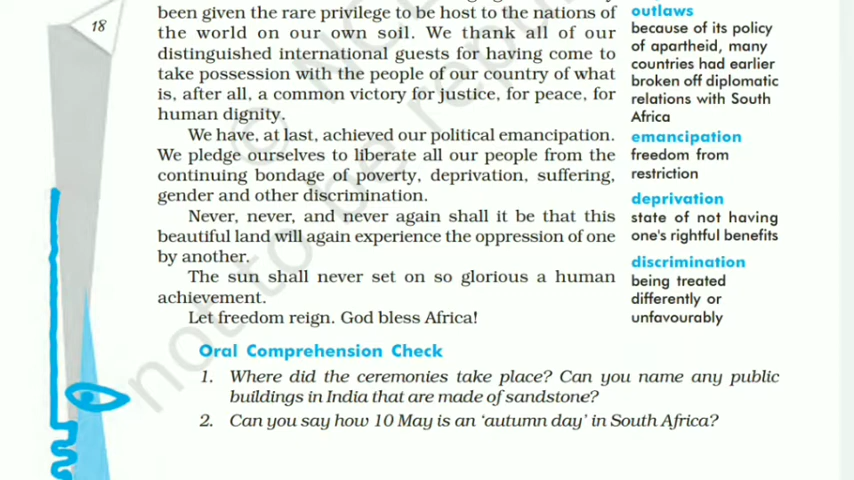 18
been given the rare privilege to be host to the nations of
the world on our own soil. We thank all of our
distinguished international guests for having come to
take possession with the people of our country of what
is, after all, a common victory for justice, for peace, for
human dignity.
We have, at last, achieved our political emancipation.
We pledge ourselves to liberate all our people from the
continuing bondage of poverty, deprivation, suffering,
gender and other discrimination.
Never, never, and never again shall it be that this
beautiful land will again experience the oppression of one
by another.
The sun shall never set on so glorious a human
achievement.
Let freedom reign. God bless Africa!
outlaws
because of its policy
of apartheid, many
countries had earlier
broken off diplomatic
relations with South
Africa
emancipation
freedom from
restriction
deprivation
state of not having
one's rightful benefits
discrimination
being treated
differently or
unfavourably
Oral Comprehension Check
1. Where did the ceremonies take place? Can you name any public
buildings in India that are made of sandstone?
2. Can you say how 10 May is an ‘autumn day’ in South Africa?
not to be